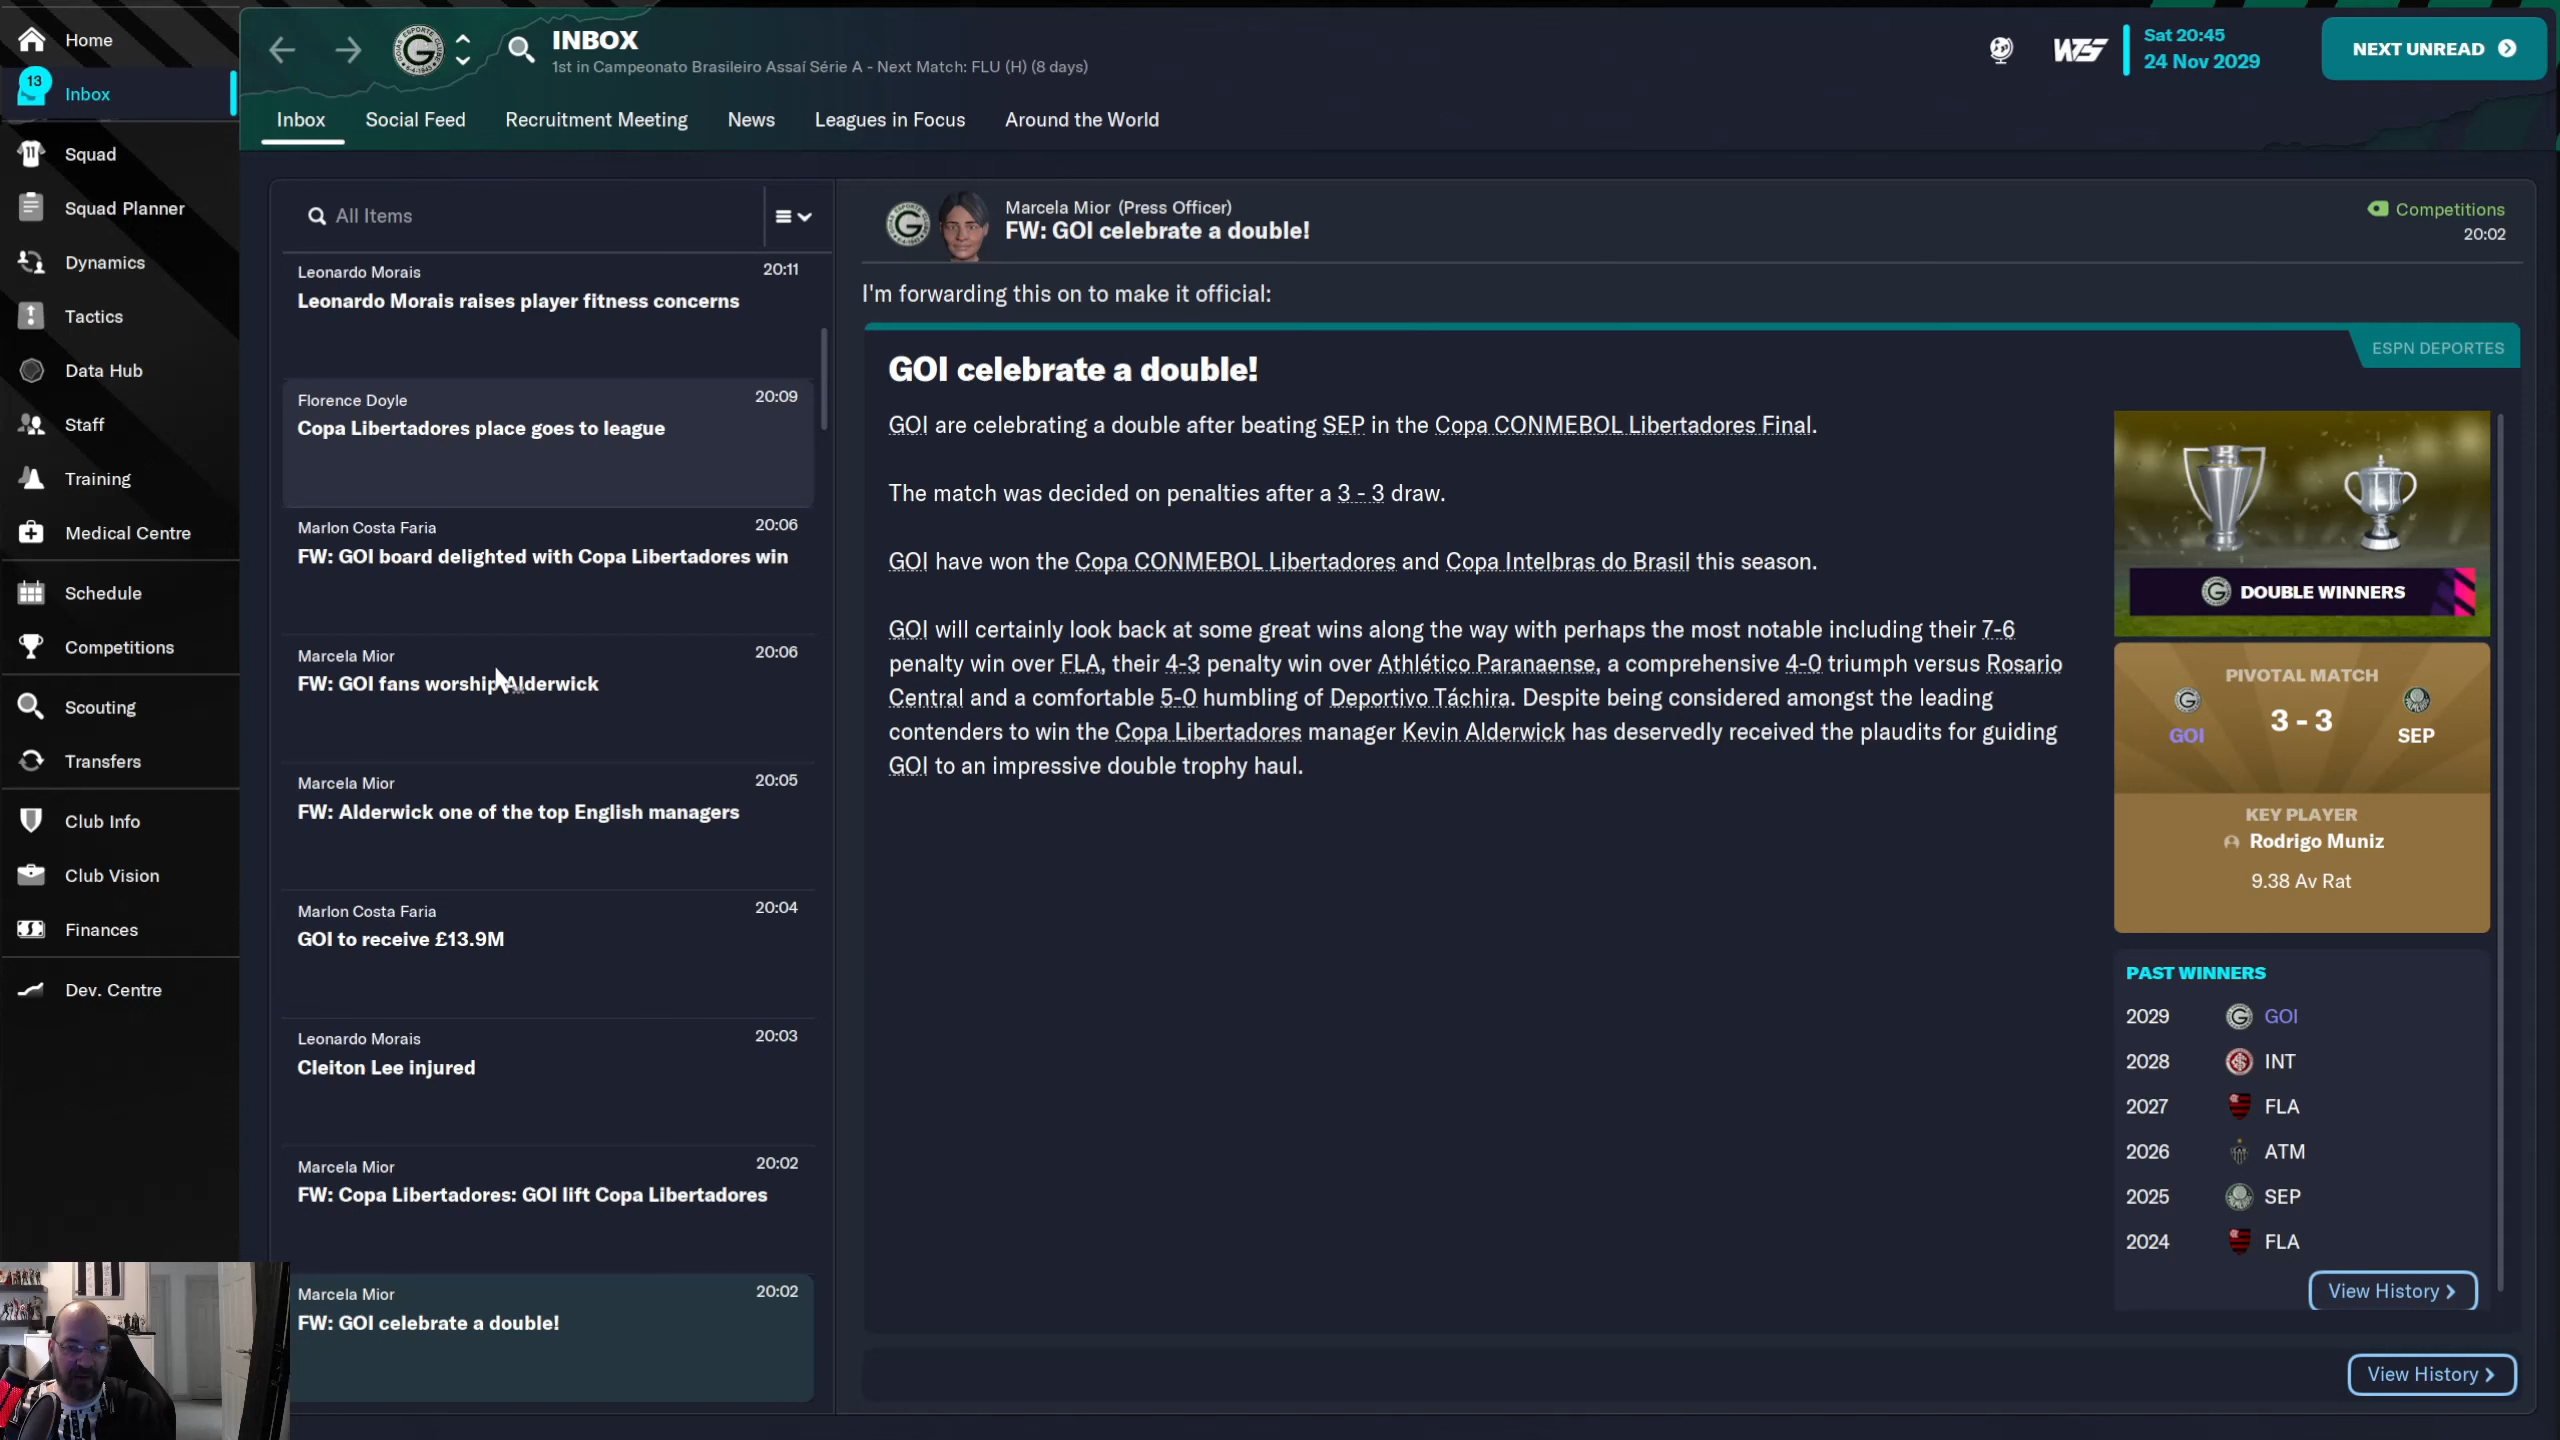 Home
13
Inbox
Squad
Squad Planner
Dynamics
Tactics
Data Hub
Staff
Training
Medical Centre
Schedule
Competitions
Scouting
Transfers
Club Info
Club Vision
Finances
Dev. Centre
INBOX
1st in Campeonato Brasileiro Assaí Série A - Next Match: FLU (H) (8 days)
Sat 20:45
24 Nov 2029
NEXT UNREAD
Inbox
Social Feed
Recruitment Meeting
News
Leagues in Focus
Around the World
All Items
Leonardo Morais
20:11
Leonardo Morais raises player fitness concerns
Florence Doyle
20:09
Copa Libertadores place goes to league
Marlon Costa Faria
20:06
FW: GOI board delighted with Copa Libertadores win
Marcela Mior
20:06
FW: GOI fans worship Alderwick
Marcela Mior
20:05
FW: Alderwick one of the top English managers
Marlon Costa Faria
20:04
GOI to receive £13.9M
Leonardo Morais
20:03
Cleiton Lee injured
Marcela Mior
20:02
FW: Copa Libertadores: GOI lift Copa Libertadores
Marcela Mior
20:02
FW: GOI celebrate a double!
Marcela Mior (Press Officer)
FW: GOI celebrate a double!
Competitions
20:02
I'm forwarding this on to make it official:
ESPN DEPORTES
GOI celebrate a double!
GOI are celebrating a double after beating SEP in the Copa CONMEBOL Libertadores Final.
The match was decided on penalties after a 3 - 3 draw.
GOI have won the Copa CONMEBOL Libertadores and Copa Intelbras do Brasil this season.
GOI will certainly look back at some great wins along the way with perhaps the most notable including their 7-6
penalty win over FLA, their 4-3 penalty win over Athlético Paranaense, a comprehensive 4-0 triumph versus Rosario
Central and a comfortable 5-0 humbling of Deportivo Táchira. Despite being considered amongst the leading
contenders to win the Copa Libertadores manager Kevin Alderwick has deservedly received the plaudits for guiding
GOI to an impressive double trophy haul.
DOUBLE WINNERS
PIVOTAL MATCH
3 - 3
GOI
SEP
KEY PLAYER
Rodrigo Muniz
9.38 Av Rat
PAST WINNERS
2029 GOI
2028 INT
2027 FLA
2026 ATM
2025 SEP
2024 FLA
View History
View History